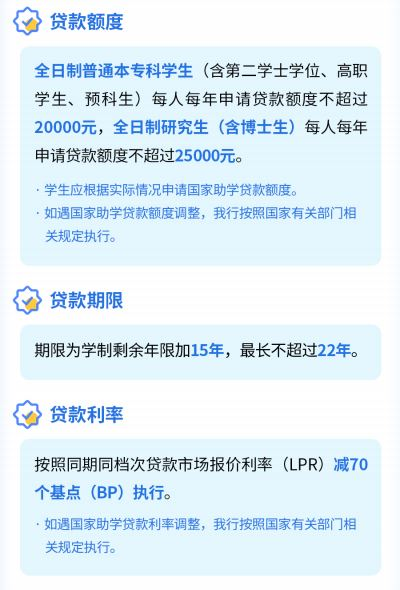 贷款额度
全日制普通本专科学生（含第二学士学位、高职
学生、预科生）每人每年申请贷款额度不超过
20000元，全日制研究生（含博士生）每人每年
申请贷款额度不超过25000元。
· 学生应根据实际情况申请国家助学贷款额度。
· 如遇国家助学贷款额度调整，我行按照国家有关部门相
关规定执行。
贷款期限
期限为学制剩余年限加15年，最长不超过22年。
贷款利率
按照同期同档次贷款市场报价利率（LPR）减70
个基点（BP）执行。
· 如遇国家助学贷款利率调整，我行按照国家有关部门相
关规定执行。